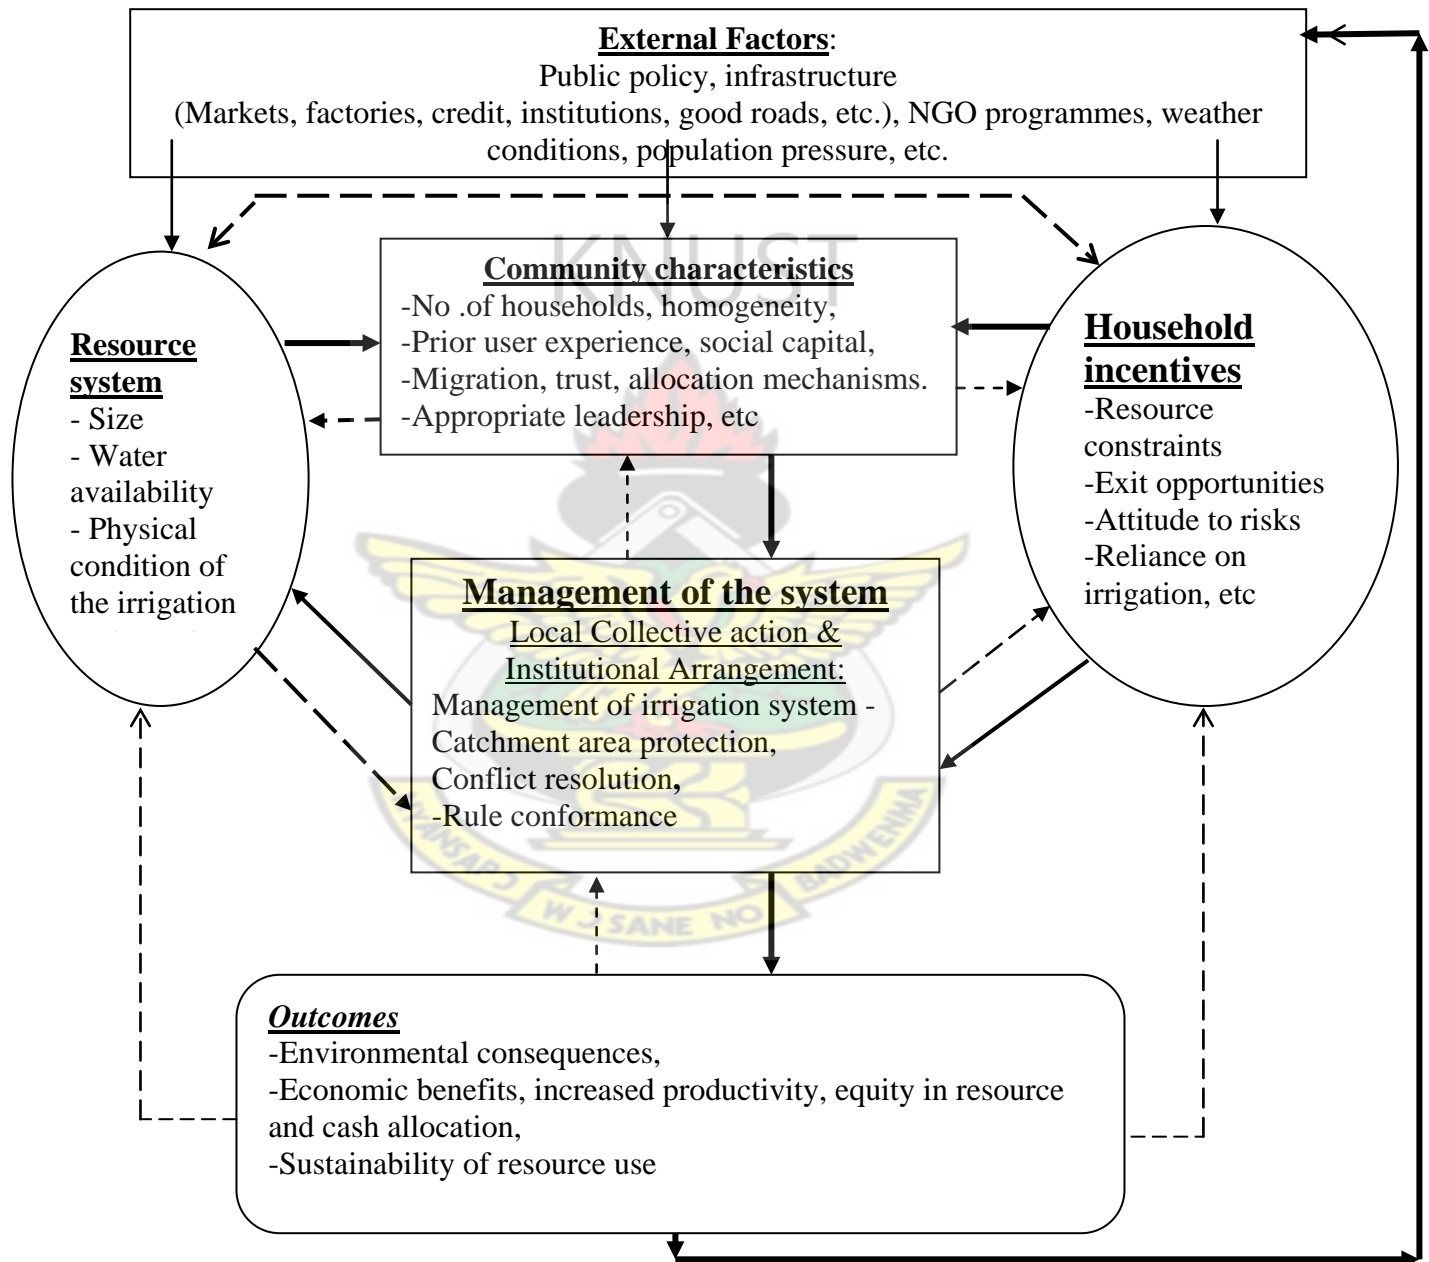 External Factors:
Public policy, infrastructure
(Markets, factories, credit, institutions, good roads, etc.), NGO programmes, weather
conditions, population pressure, etc.
KNUST
Community characteristics
-No .of households, homogeneity,
-Prior user experience, social capital,
-Migration, trust, allocation mechanisms.
-Appropriate leadership, etc
Resource
system
- Size
- Water
availability
- Physical
condition of
the irrigation
Household
incentives
-Resource
constraints
-Exit opportunities
-Attitude to risks
-Reliance on
irrigation, etc
Management of the system
Local Collective action &
Institutional Arrangement:
Management of irrigation system -
Catchment area protection,
Conflict resolution,
-Rule conformance
NYANSAPƆ
W Ɔ SANE NO
BADWENMA
Outcomes
-Environmental consequences,
-Economic benefits, increased productivity, equity in resource
and cash allocation,
-Sustainability of resource use